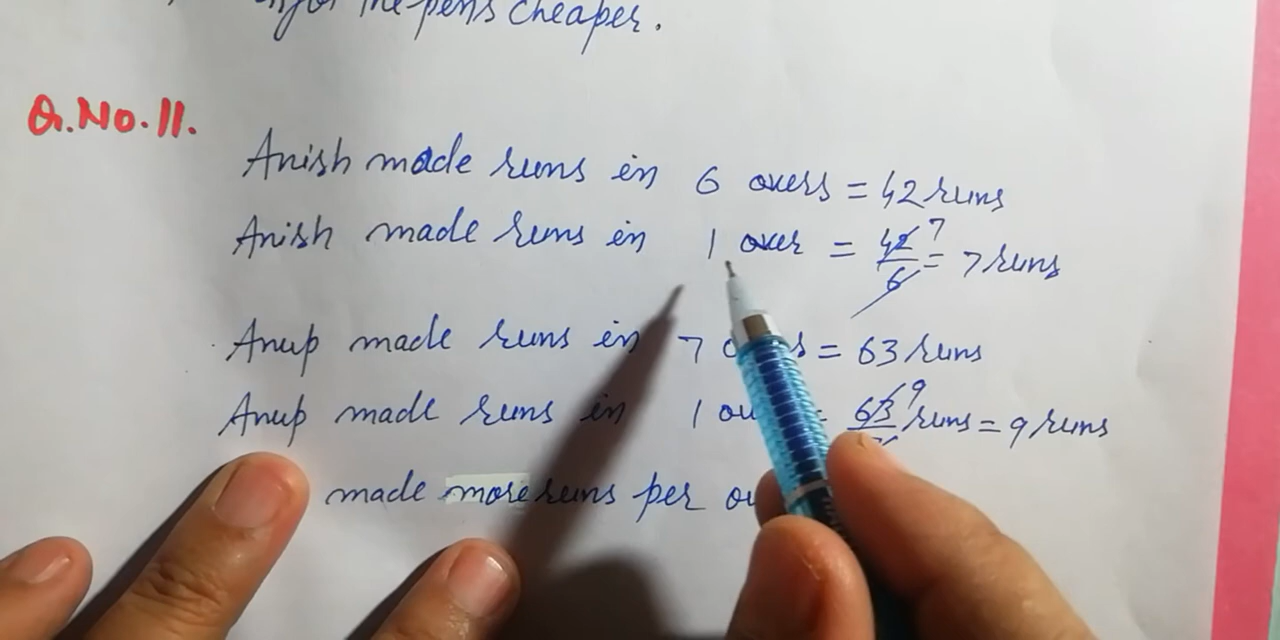 the pens cheaper.
Q.No.11.
Anish made runs in 6 overs = 42 runs
Anish made runs in 1 over = 42/6 7 = 7 runs
Anup made runs in 7 = 63 runs
Anup made runs in 1 = 63 9 runs = 9 runs
made more runs per